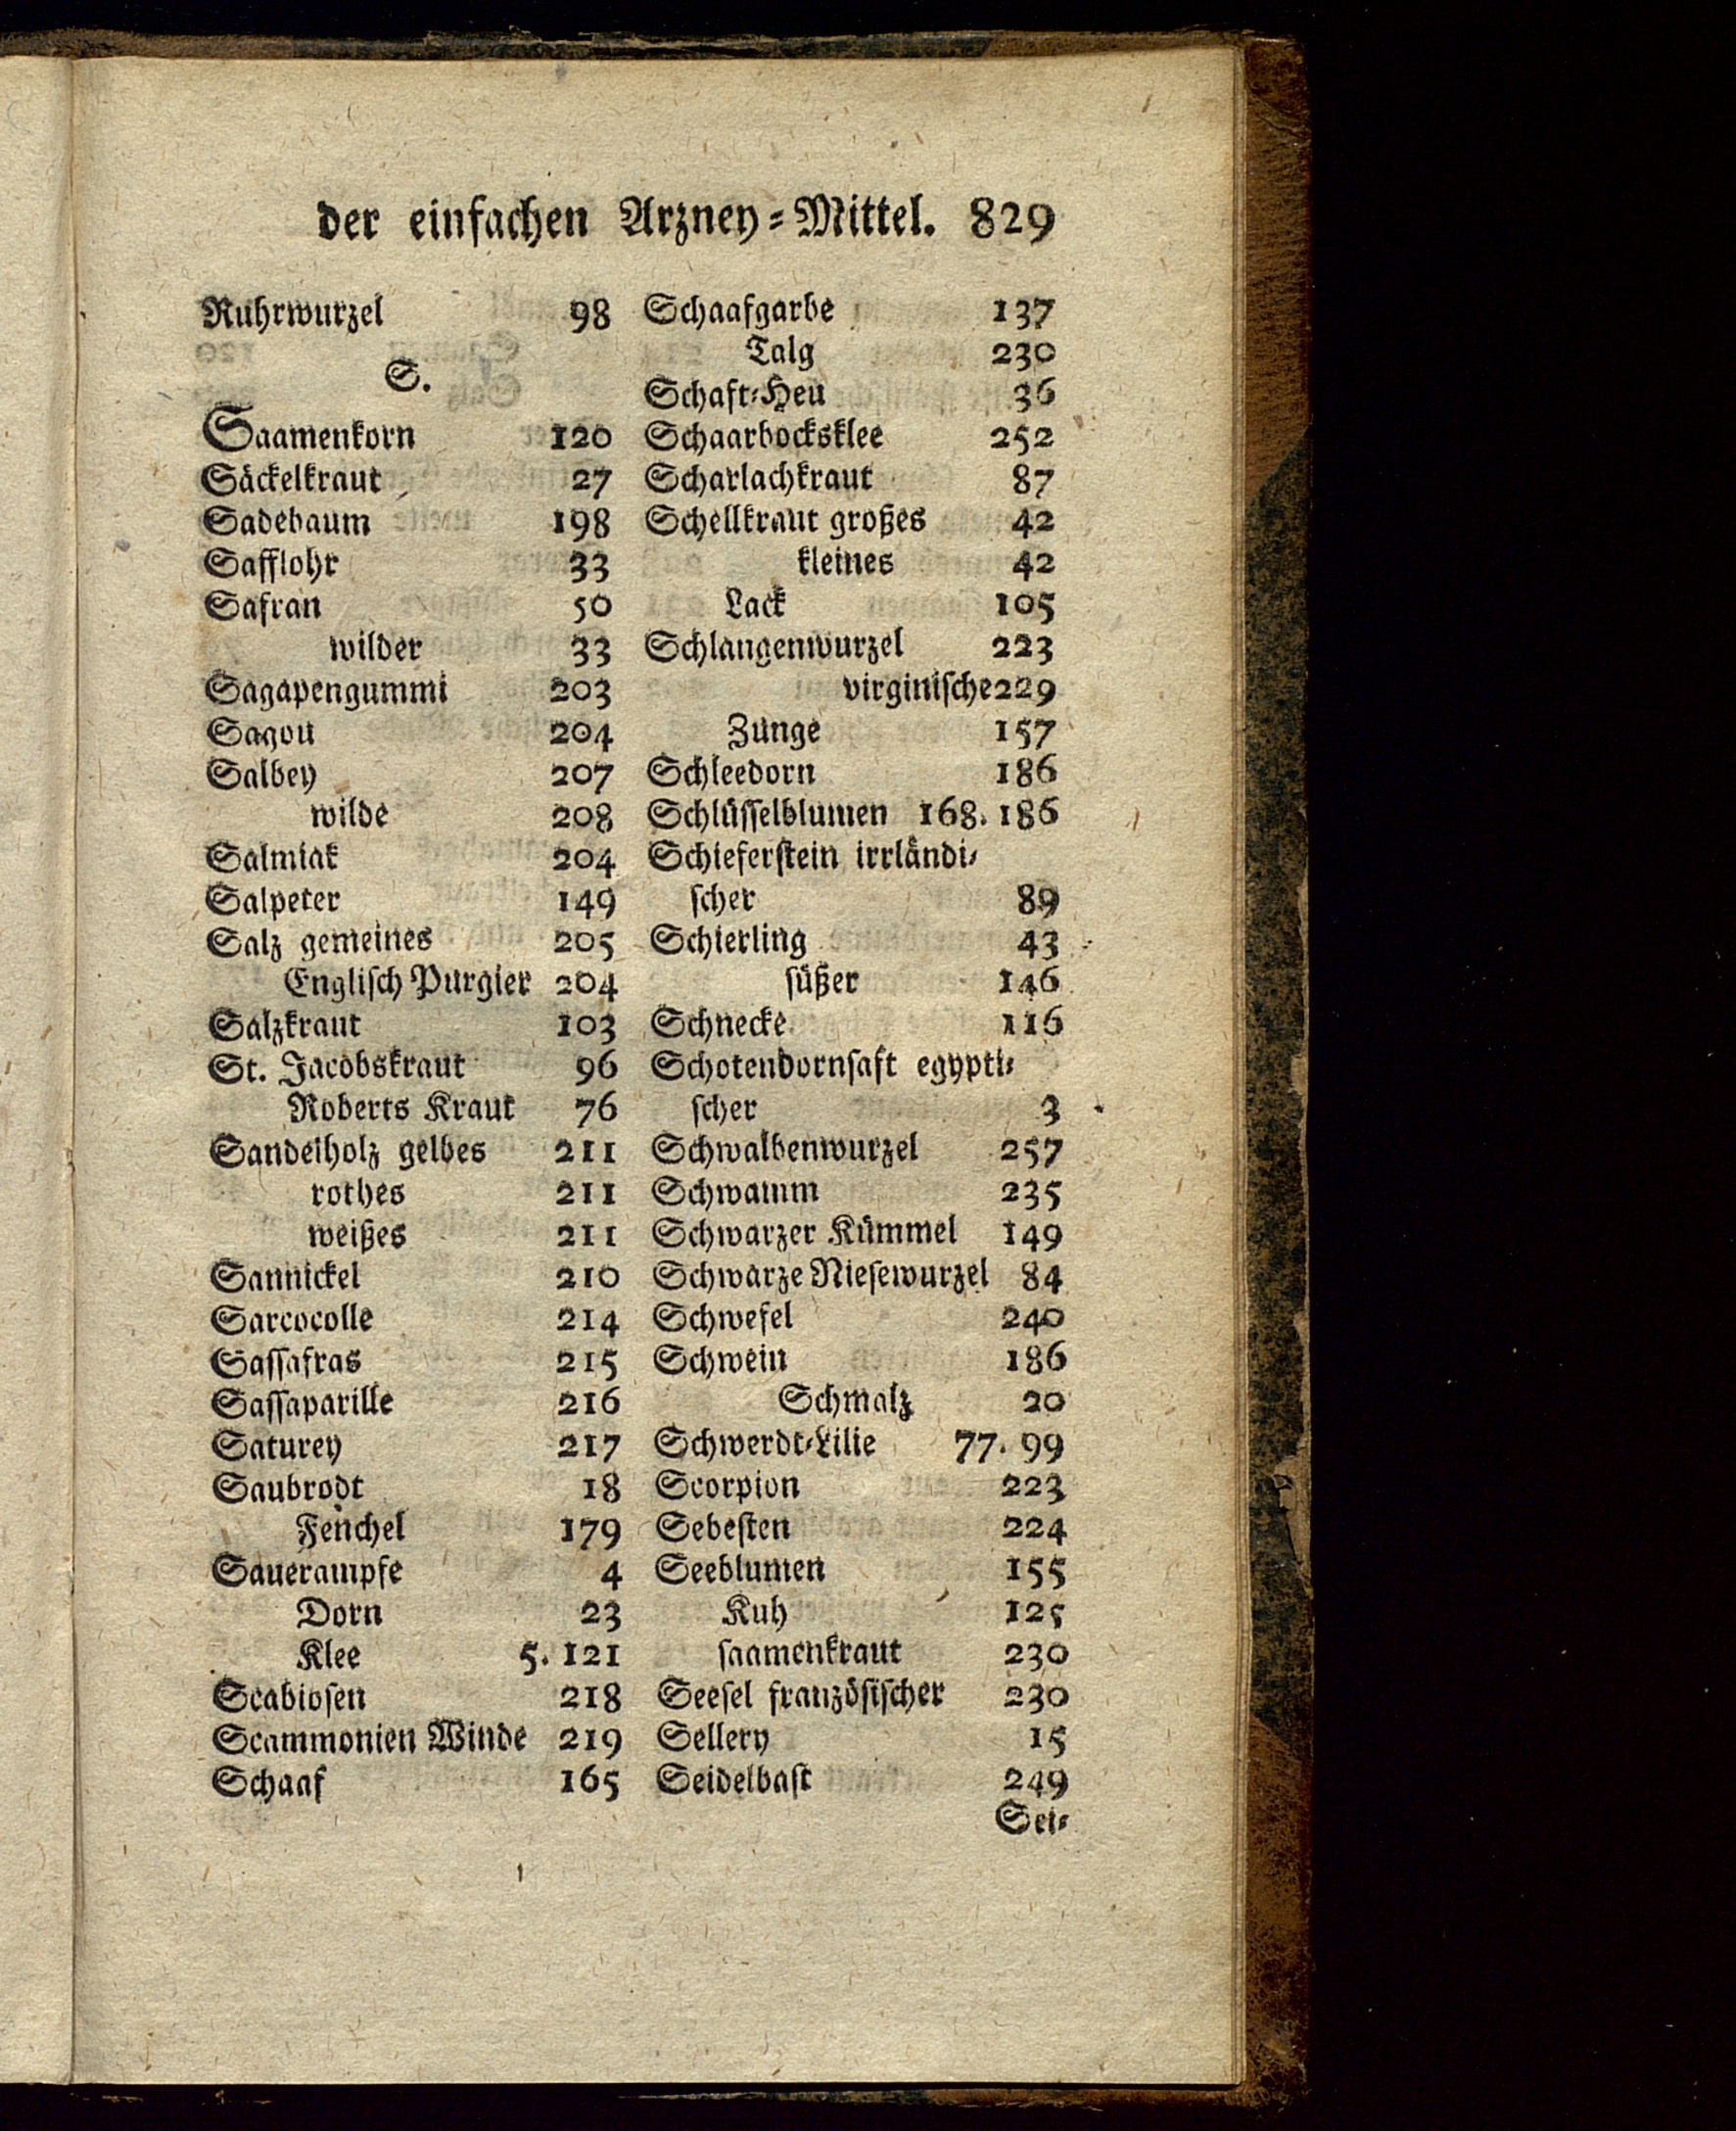 der einfachen Arzney-Mittel. 829
Ruhrwurzel 98
S.
Saamenkorn 120
Säckelkraut 27
Sadebaum 198
Safflohr 33
Safran 50
wilder 33
Sagapengummi 203
Sagou 204
Salbey 207
wilde 208
Salmiak 204
Salpeter 149
Salz gemeines 205
Englisch Purgier 204
Salzkraut 103
St. Jacobskraut 96
Roberts Kraut 76
Sandelholz gelbes 211
rothes 211
weißes 211
Sannickel 210
Sarcocolle 214
Sassafras 215
Sassaparille 216
Saturey 217
Saubrodt 18
Fenchel 179
Sauerampfe 4
Dorn 23
Klee 5. 121
Scabiosen 218
Scammonien Winde 219
Schaaf 165
Schaafgarbe 137
Talg 230
Schaft-Heu 36
Schaarbocksklee 252
Scharlachkraut 87
Schellkraut großes 42
kleines 42
Lack 105
Schlangenwurzel 223
virginische 229
Zunge 157
Schleedorn 186
Schlüsselblumen 168. 186
Schieferstein irrländi-
scher 89
Schierling 43
süßer 146
Schnecke 116
Schotendornsaft egypti-
scher 3
Schwalbenwurzel 257
Schwamm 235
Schwarzer Kümmel 149
Schwarze Niesewurzel 84
Schwefel 240
Schwein 186
Schmalz 20
Schwerdt-Lilie 77. 99
Scorpion 223
Sebesten 224
Seeblumen 155
Kuh 125
saamenkraut 230
Seesel französischer 230
Sellery 15
Seidelbast 249
Sei-